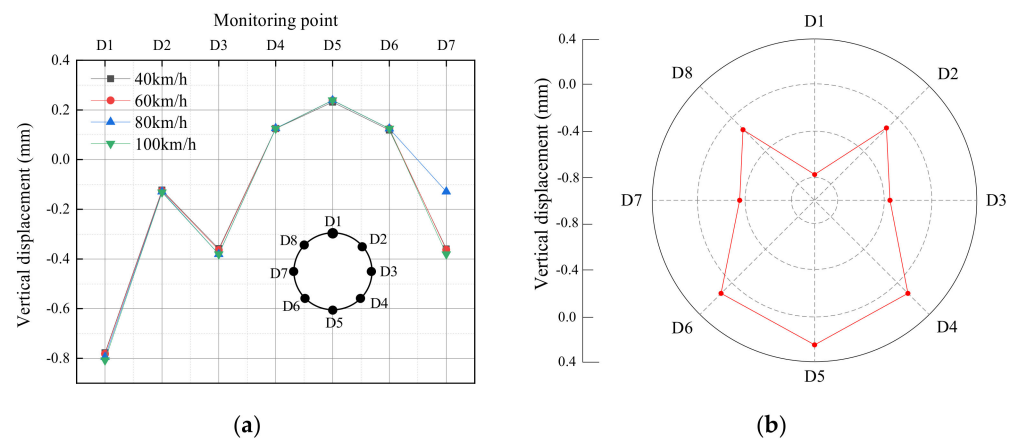 Monitoring point
D1 D2 D3 D4 D5 D6 D7
Vertical displacement (mm)
0.4
0.2
0.0
-0.2
-0.4
-0.6
-0.8
40km/h
60km/h
80km/h
100km/h
D1
D8 D2
D7 D3
D6 D4
D5
(a)
Vertical displacement (mm)
0.4
0.0
-0.4
-0.8
-0.8
-0.4
0.0
0.4
D1
D8 D2
D7 D3
D6 D4
D5
(b)